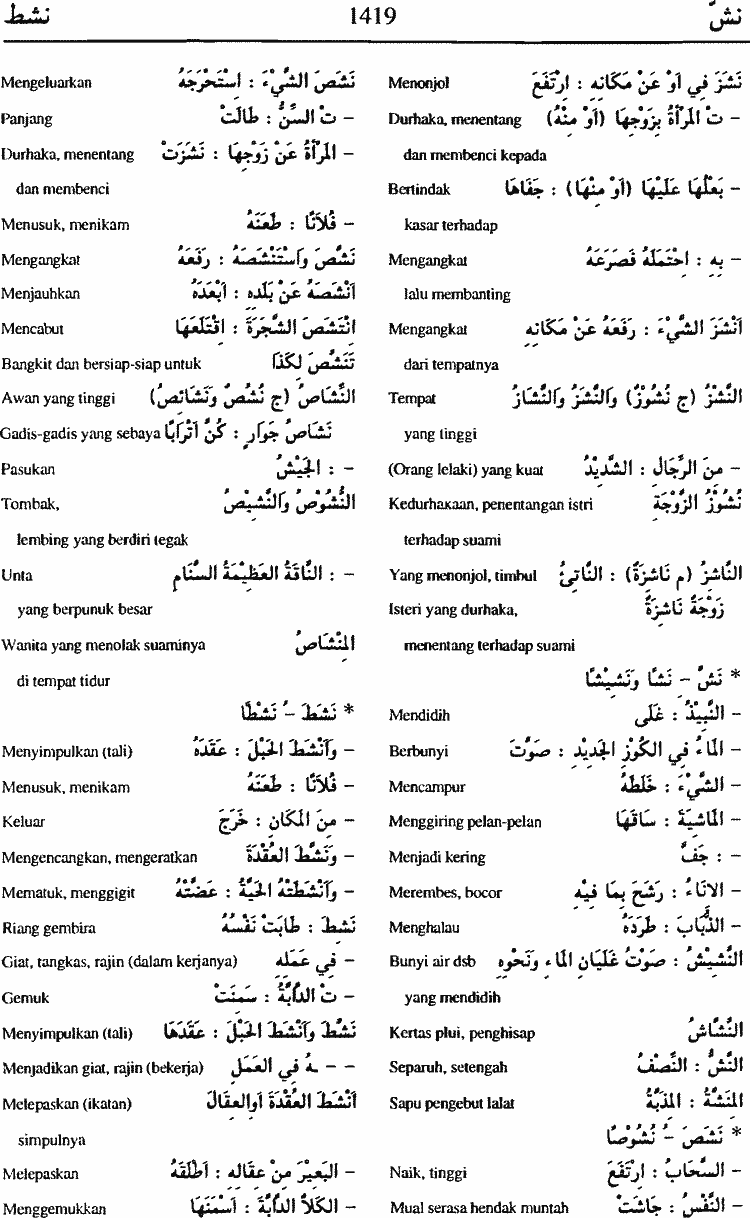 نشّ 1419 نشط
نَشَزَ فِي اَوْ عَنْ مَكَانِهِ : ارْتَفَعَ Menonjol
– تْ الْمَرْأَةُ بِزَوْجِهَا (اَوْ مِنْهُ) Durhaka, menentang
dan membenci kepada
– بَعْلُهَا عَلَيْهَا (اَوْ مِنْهَا) : جَفَاهَا Bertindak
kasar terhadap
– بِهِ : احْتَمَلَهُ فَصَرَعَهُ Mengangkat
lalu membanting
اَنْشَزَ الشَّيْءَ : رَفَعَهُ عَنْ مَكَانِهِ Mengangkat
dari tempatnya
النَّشْزُ (ج نُشُوْزٌ) وَالنَّشَزُ وَالنَّشَازُ Tempat
yang tinggi
– مِنَ الرِّجَالِ : الشَّدِيْدُ (Orang lelaki) yang kuat
نُشُوْزُ الزَّوْجَةِ Kedurhakaan, penentangan istri
terhadap suami
النَّاشِزُ (م نَاشِزَةٌ) : النَّاتِئُ Yang menonjol, timbul
زَوْجَةٌ نَاشِزَةٌ Isteri yang durhaka,
menentang terhadap suami
* نَشَّ – نَشًّا وَنَشِيْشًا
– النَّبِيْذُ : غَلَى Mendidih
– الْمَاءُ فِي الكُوْزِ الجَدِيْدِ : صَوَّتَ Berbunyi
– الشَّيْءَ : خَلَطَهُ Mencampur
– الْمَاشِيَةَ : سَاقَهَا Menggiring pelan-pelan
– : جَفَّ Menjadi kering
– الاِنَاءُ : رَشَحَ بِمَا فِيْهِ Merembes, bocor
– الذُّبَابَ : طَرَدَهُ Menghalau
النَّشِيْشُ : صَوْتُ غَلَيَانِ الْمَاءِ وَنَحْوِهِ Bunyi air dsb
yang mendidih
النَّشَّاشُ Kertas plui, penghisap
النَّشُّ : النِّصْفُ Separuh, setengah
الْمِنَشَّةُ : الْمِذَبَّةُ Sapu pengebut lalat
* نَشَصَ – ُ نُشُوْصًا
– السَّحَابُ : ارْتَفَعَ Naik, tinggi
– النَّفْسُ : جَاشَتْ Mual serasa hendak muntah
نَشَصَ الشَّيْءَ : اسْتَخْرَجَهُ Mengeluarkan
– تْ السِّنُّ : طَالَتْ Panjang
– الْمَرْأَةُ عَنْ زَوْجِهَا : نَشَزَتْ Durhaka, menentang
dan membenci
– فُلاَنًا : طَعَنَهُ Menusuk, menikam
نَشَّصَ وَاسْتَنْشَصَهُ : رَفَعَهُ Mengangkat
اَنْشَصَهُ عَنْ بَلَدِهِ : اَبْعَدَهُ Menjauhkan
انْتَشَصَ الشَّجَرَةَ : اقْتَلَعَهَا Mencabut
تَنَشَّصَ لِكَذَا Bangkit dan bersiap-siap untuk
النَّشَاصُ (ج نُشُصٌ وَنَشَائِصُ) Awan yang tinggi
نَشَاصُ جَوَارٍ : كُنَّ اَتْرَابًا Gadis-gadis yang sebaya
– : الْجَيْشُ Pasukan
النَّشُوْصُ وَالنَّشِيْصُ Tombak,
lembing yang berdiri tegak
– : النَّاقَةُ العَظِيْمَةُ السَّنَامِ Unta
yang berpunuk besar
الْمِنْشَاصُ Wanita yang menolak suaminya
di tempat tidur
* نَشَطَ – ُ نَشْطًا
– وَاَنْشَطَ الْحَبْلَ : عَقَدَهُ Menyimpulkan (tali)
– فُلاَنًا : طَعَنَهُ Menusuk, menikam
– مِنَ الْمَكَانِ : خَرَجَ Keluar
– وَنَشَّطَ العُقْدَةَ Mengencangkan, mengeratkan
– وَاَنْشَطَتْهُ الْحَيَّةُ : عَضَّتْهُ Mematuk, menggigit
نَشِطَ : طَابَتْ نَفْسُهُ Riang gembira
– فِي عَمَلِهِ Giat, tangkas, rajin (dalam kerjanya)
– تْ الدَّابَّةُ : سَمِنَتْ Gemuk
نَشَّطَ وَاَنْشَطَ الْحَبْلَ : عَقَدَهَا Menyimpulkan (tali)
– – ـهُ فِي العَمَلِ Menjadikan giat, rajin (bekerja)
اَنْشَطَ العُقْدَةَ اَوِالعِقَالَ Melepaskan (ikatan)
simpulnya
– البَعِيْرَ مِنْ عِقَالِهِ : اَطْلَقَهُ Melepaskan
– الكَلأُ الدَّابَّةَ : اَسْمَنَهَا Menggemukkan